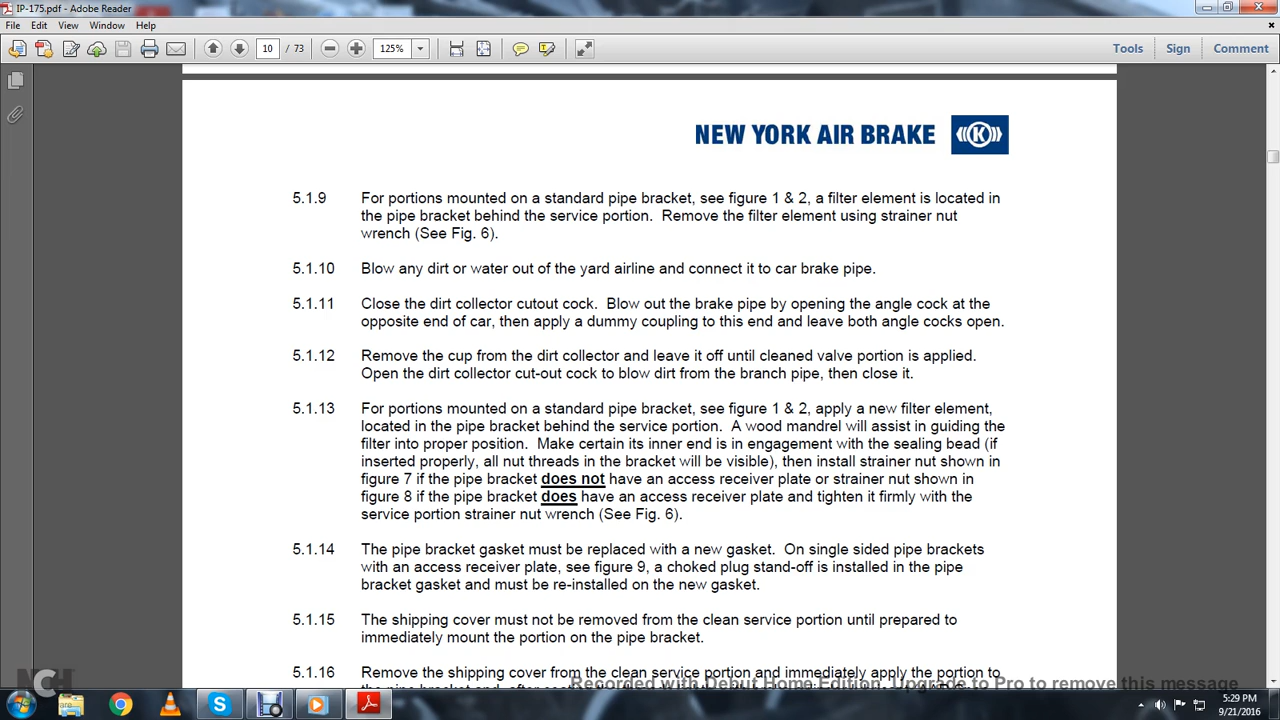 IP-175.pdf - Adobe Reader
File Edit View Window Help
10 / 73 125% Tools Sign Comment
NEW YORK AIR BRAKE K
5.1.9 For portions mounted on a standard pipe bracket, see figure 1 & 2, a filter element is located in
the pipe bracket behind the service portion. Remove the filter element using strainer nut
wrench (See Fig. 6).
5.1.10 Blow any dirt or water out of the yard airline and connect it to car brake pipe.
5.1.11 Close the dirt collector cutout cock. Blow out the brake pipe by opening the angle cock at the
opposite end of car, then apply a dummy coupling to this end and leave both angle cocks open.
5.1.12 Remove the cup from the dirt collector and leave it off until cleaned valve portion is applied.
Open the dirt collector cut-out cock to blow dirt from the branch pipe, then close it.
5.1.13 For portions mounted on a standard pipe bracket, see figure 1 & 2, apply a new filter element,
located in the pipe bracket behind the service portion. A wood mandrel will assist in guiding the
filter into proper position. Make certain its inner end is in engagement with the sealing bead (if
inserted properly, all nut threads in the bracket will be visible), then install strainer nut shown in
figure 7 if the pipe bracket does not have an access receiver plate or strainer nut shown in
figure 8 if the pipe bracket does have an access receiver plate and tighten it firmly with the
service portion strainer nut wrench (See Fig. 6).
5.1.14 The pipe bracket gasket must be replaced with a new gasket. On single sided pipe brackets
with an access receiver plate, see figure 9, a choked plug stand-off is installed in the pipe
bracket gasket and must be re-installed on the new gasket.
5.1.15 The shipping cover must not be removed from the clean service portion until prepared to
immediately mount the portion on the pipe bracket.
5.1.16 Remove the shipping cover from the clean service portion and immediately apply the portion to
Recorded with Debut Home Edition. Upgrade to Pro to remove this message
NCH
5:29 PM
9/21/2016